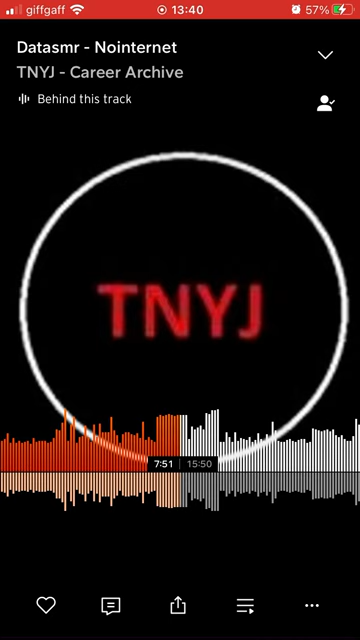 giffgaff 13:40 57%
Datasmr - Nointernet
TNYJ - Career Archive
Behind this track
TNYJ
7:51 | 15:50